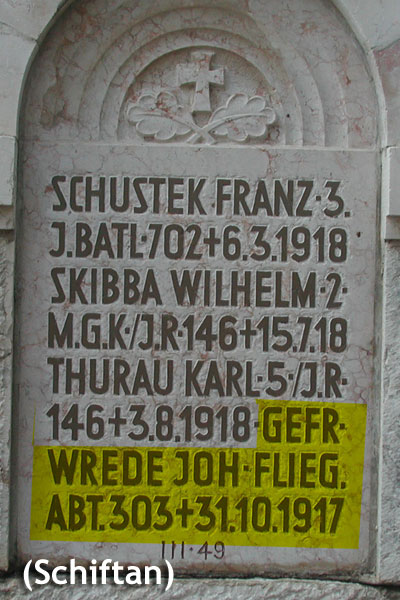 SCHUSTEK FRANZ·3.
J.BATL·702+6.3.1918
SKIBBA WILHELM·2·
M.G.K·/J.R·146+15.7.18
THURAU KARL·5·/J.R·
146+3.8.1918·GEFR·
WREDE JOH·FLIEG.
ABT.303+31.10.1917
III·49
(Schiftan)